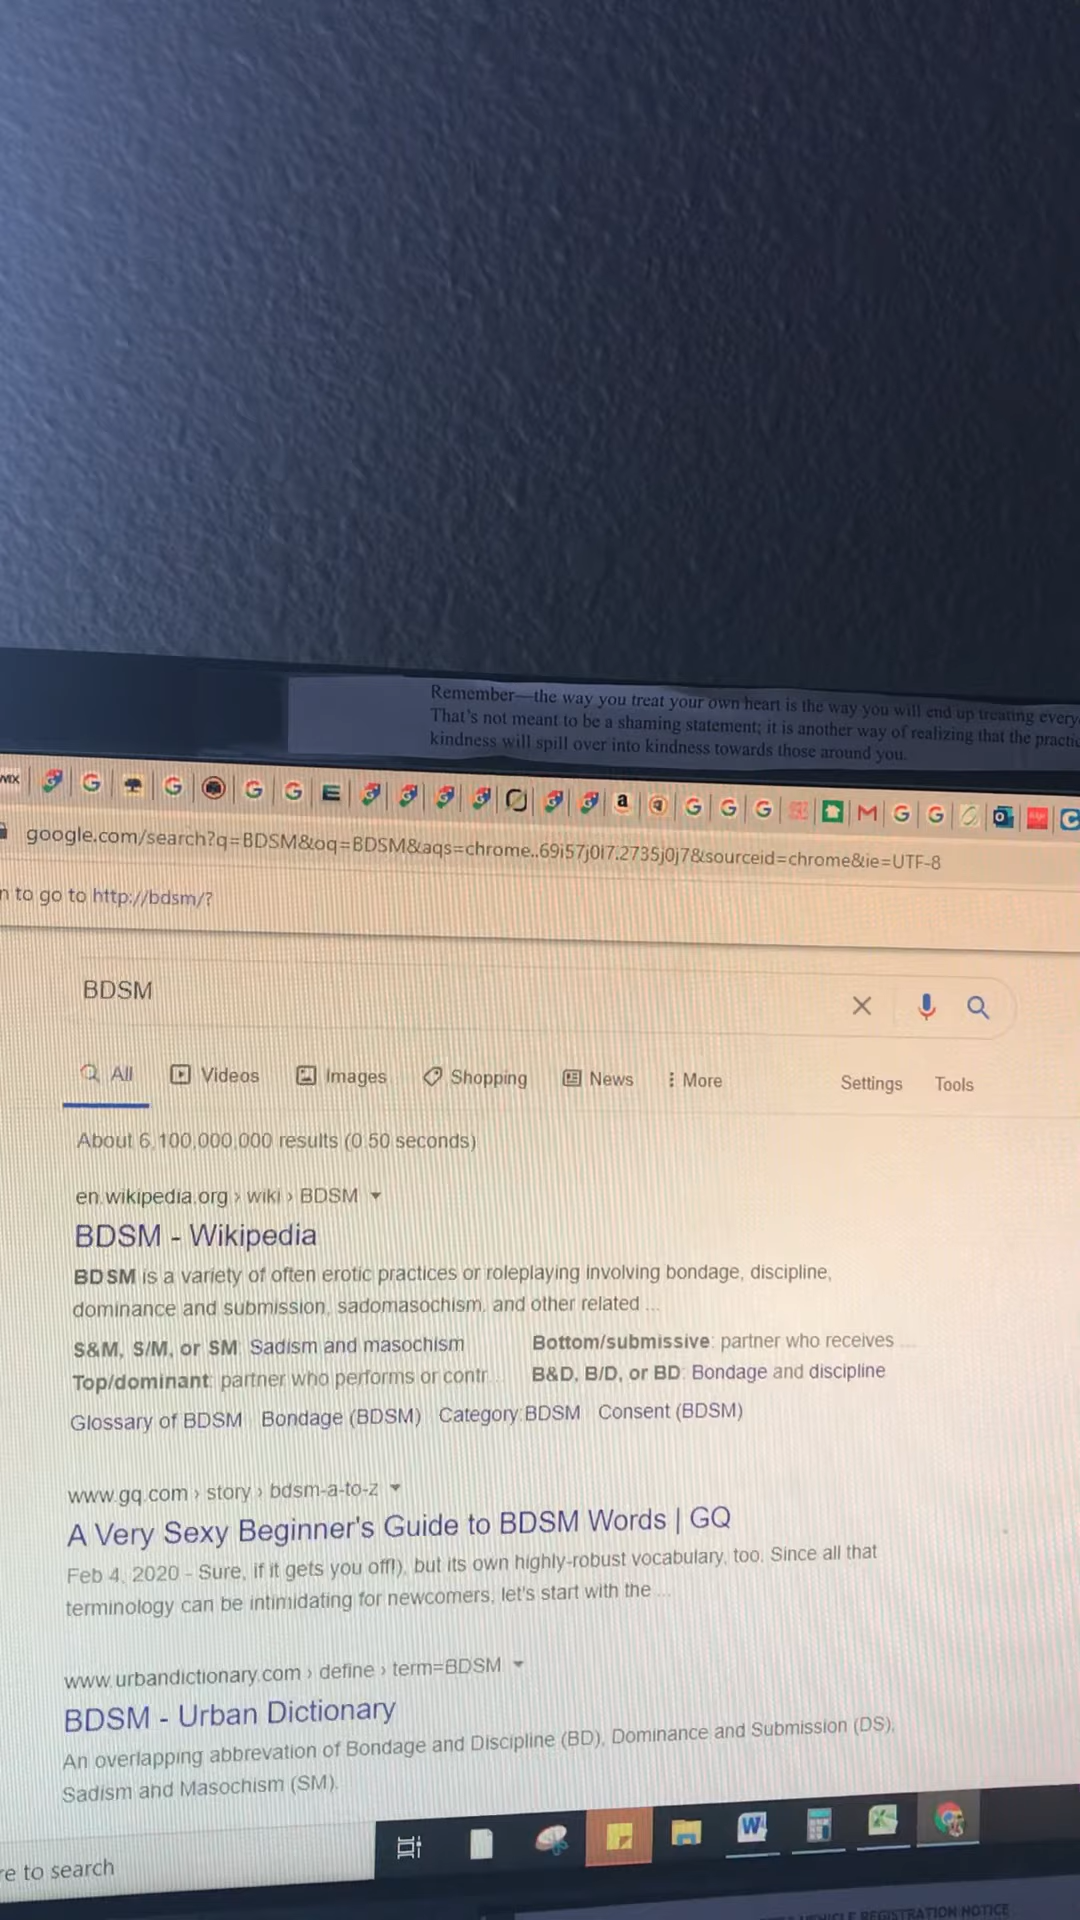 Remember—the way you treat your own heart is the way you will end up treating every
That's not meant to be a shaming statement; it is another way of realizing that the practic
kindness will spill over into kindness towards those around you.
google.com/search?q=BDSM&oq=BDSM&aqs=chrome..69i57j0l7.2735j0j7&sourceid=chrome&ie=UTF-8
n to go to http://bdsm/?
BDSM
All Videos Images Shopping News More Settings Tools
About 6,100,000,000 results (0.50 seconds)
en.wikipedia.org › wiki › BDSM
BDSM - Wikipedia
BDSM is a variety of often erotic practices or roleplaying involving bondage, discipline,
dominance and submission, sadomasochism, and other related ...
S&M, S/M, or SM: Sadism and masochism Bottom/submissive: partner who receives ...
Top/dominant: partner who performs or contr... B&D, B/D, or BD: Bondage and discipline
Glossary of BDSM Bondage (BDSM) Category:BDSM Consent (BDSM)
www.gq.com › story › bdsm-a-to-z
A Very Sexy Beginner's Guide to BDSM Words | GQ
Feb 4, 2020 - Sure, if it gets you off!), but its own highly-robust vocabulary, too. Since all that
terminology can be intimidating for newcomers, let's start with the ...
www.urbandictionary.com › define › term=BDSM
BDSM - Urban Dictionary
An overlapping abbrevation of Bondage and Discipline (BD), Dominance and Submission (DS),
Sadism and Masochism (SM).
re to search
VEHICLE REGISTRATION NOTICE